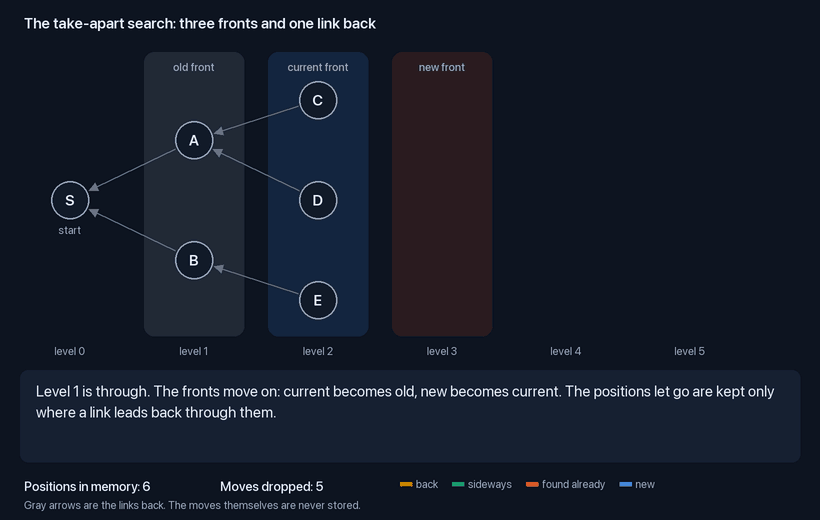 The take-apart search: three fronts and one link back
old front
current front
new front
C
A
S
D
start
B
E
level 0
level 1
level 2
level 3
level 4
level 5
Level 1 is through. The fronts move on: current becomes old, new becomes current. The positions let go are kept only
where a link leads back through them.
Positions in memory: 6
Moves dropped: 5
back
sideways
found already
new
Gray arrows are the links back. The moves themselves are never stored.